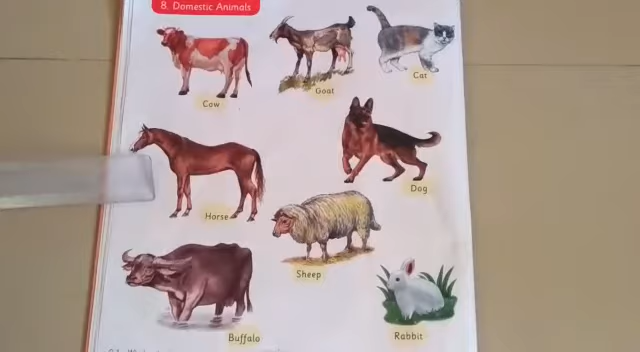 8. Domestic Animals
Cow
Goat
Cat
Horse
Dog
Sheep
Buffalo
Rabbit